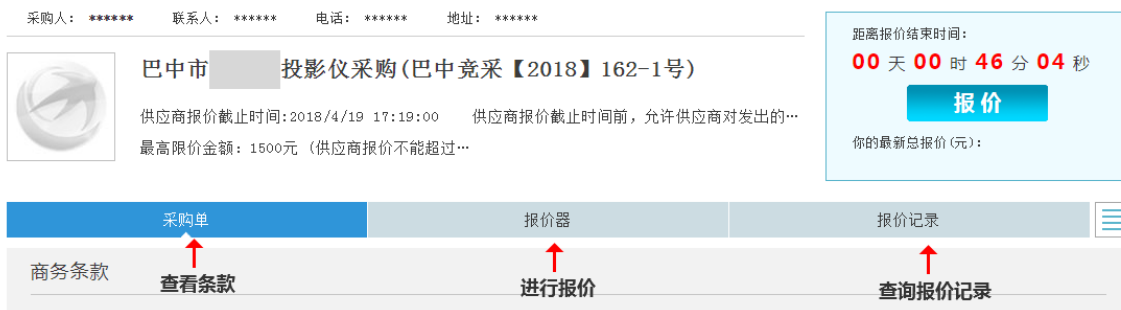 采购人: ****** 联系人: ****** 电话: ****** 地址: ******
巴中市 投影仪采购(巴中竞采【2018】162-1号)
供应商报价截止时间:2018/4/19 17:19:00 供应商报价截止时间前,允许供应商对发出的…
最高限价金额: 1500元 (供应商报价不能超过…
距离报价结束时间:
00 天 00 时 46 分 04 秒
报价
你的最新总报价(元):
采购单 报价器 报价记录
商务条款
查看条款 进行报价 查询报价记录